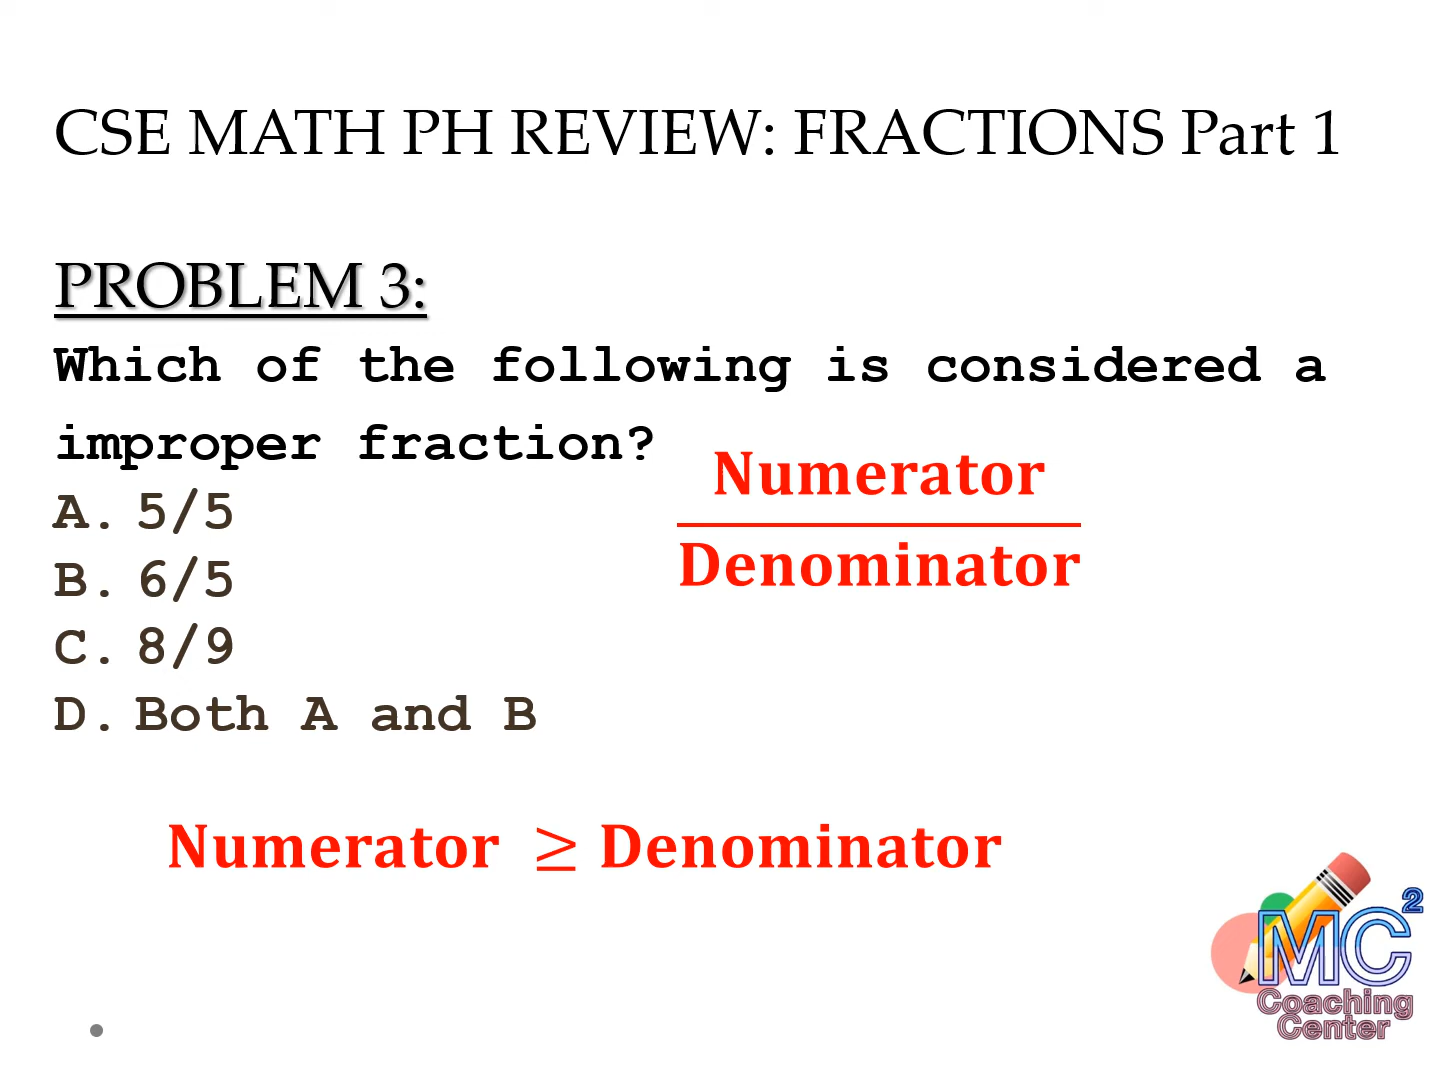 CSE MATH PH REVIEW: FRACTIONS Part 1
PROBLEM 3:
Which of the following is considered a
improper fraction?
Numerator
Denominator
A. 5/5
B. 6/5
C. 8/9
D. Both A and B
Numerator ≥ Denominator
MC²
Coaching
Center